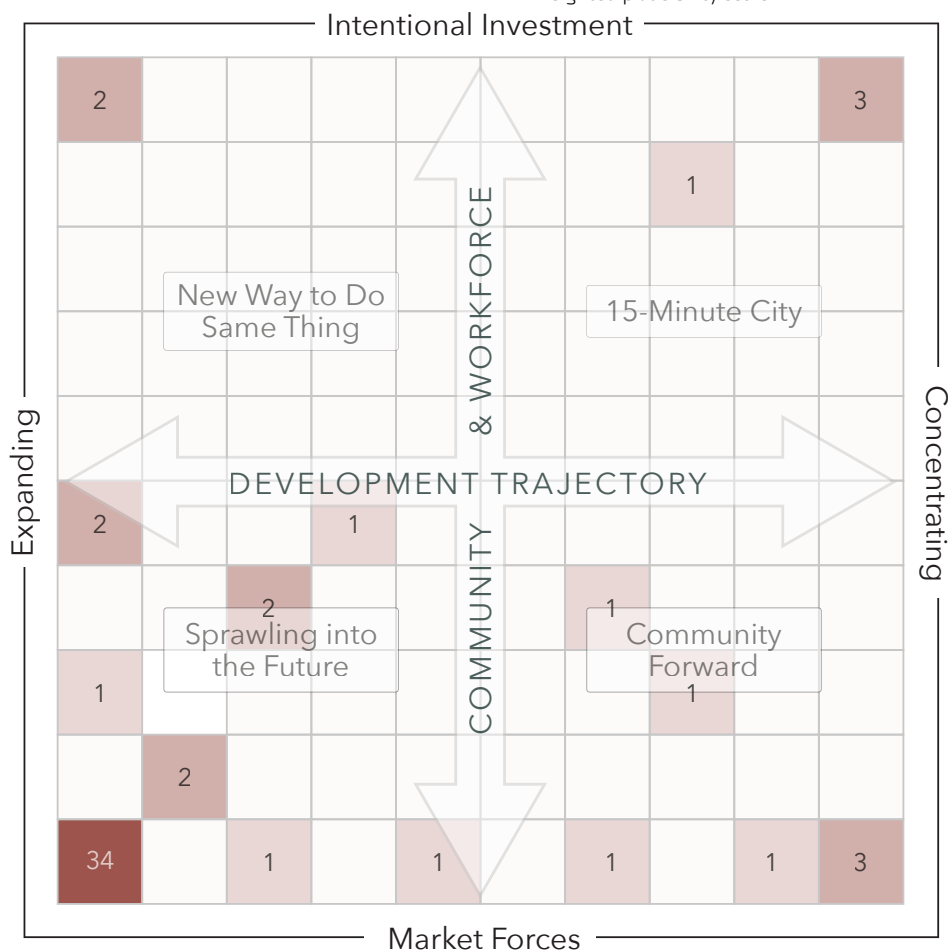 Intentional Investment
2
3
1
New Way to Do
Same Thing
15-Minute City
& WORKFORCE
Expanding
Concentrating
DEVELOPMENT TRAJECTORY
2
1
COMMUNITY
2
1
Sprawling into
the Future
Community
Forward
1
1
2
34
1
1
1
1
3
Market Forces